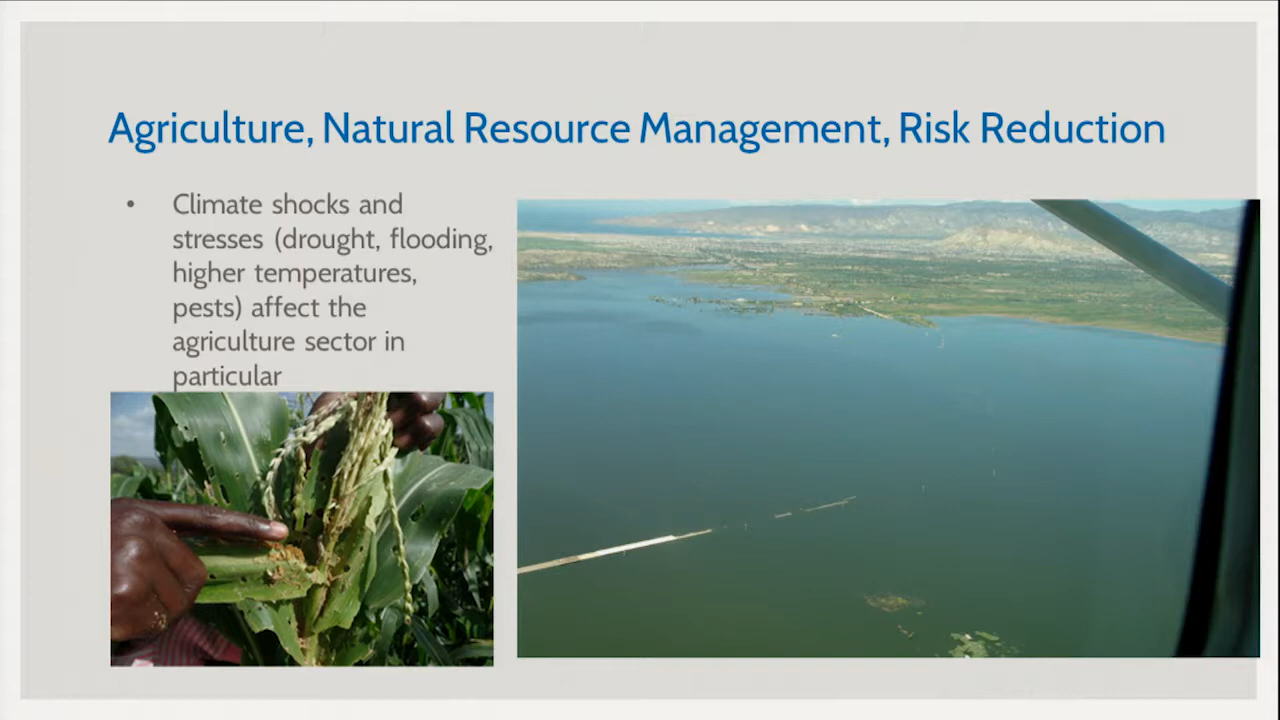 Agriculture, Natural Resource Management, Risk Reduction
• Climate shocks and
stresses (drought, flooding,
higher temperatures,
pests) affect the
agriculture sector in
particular